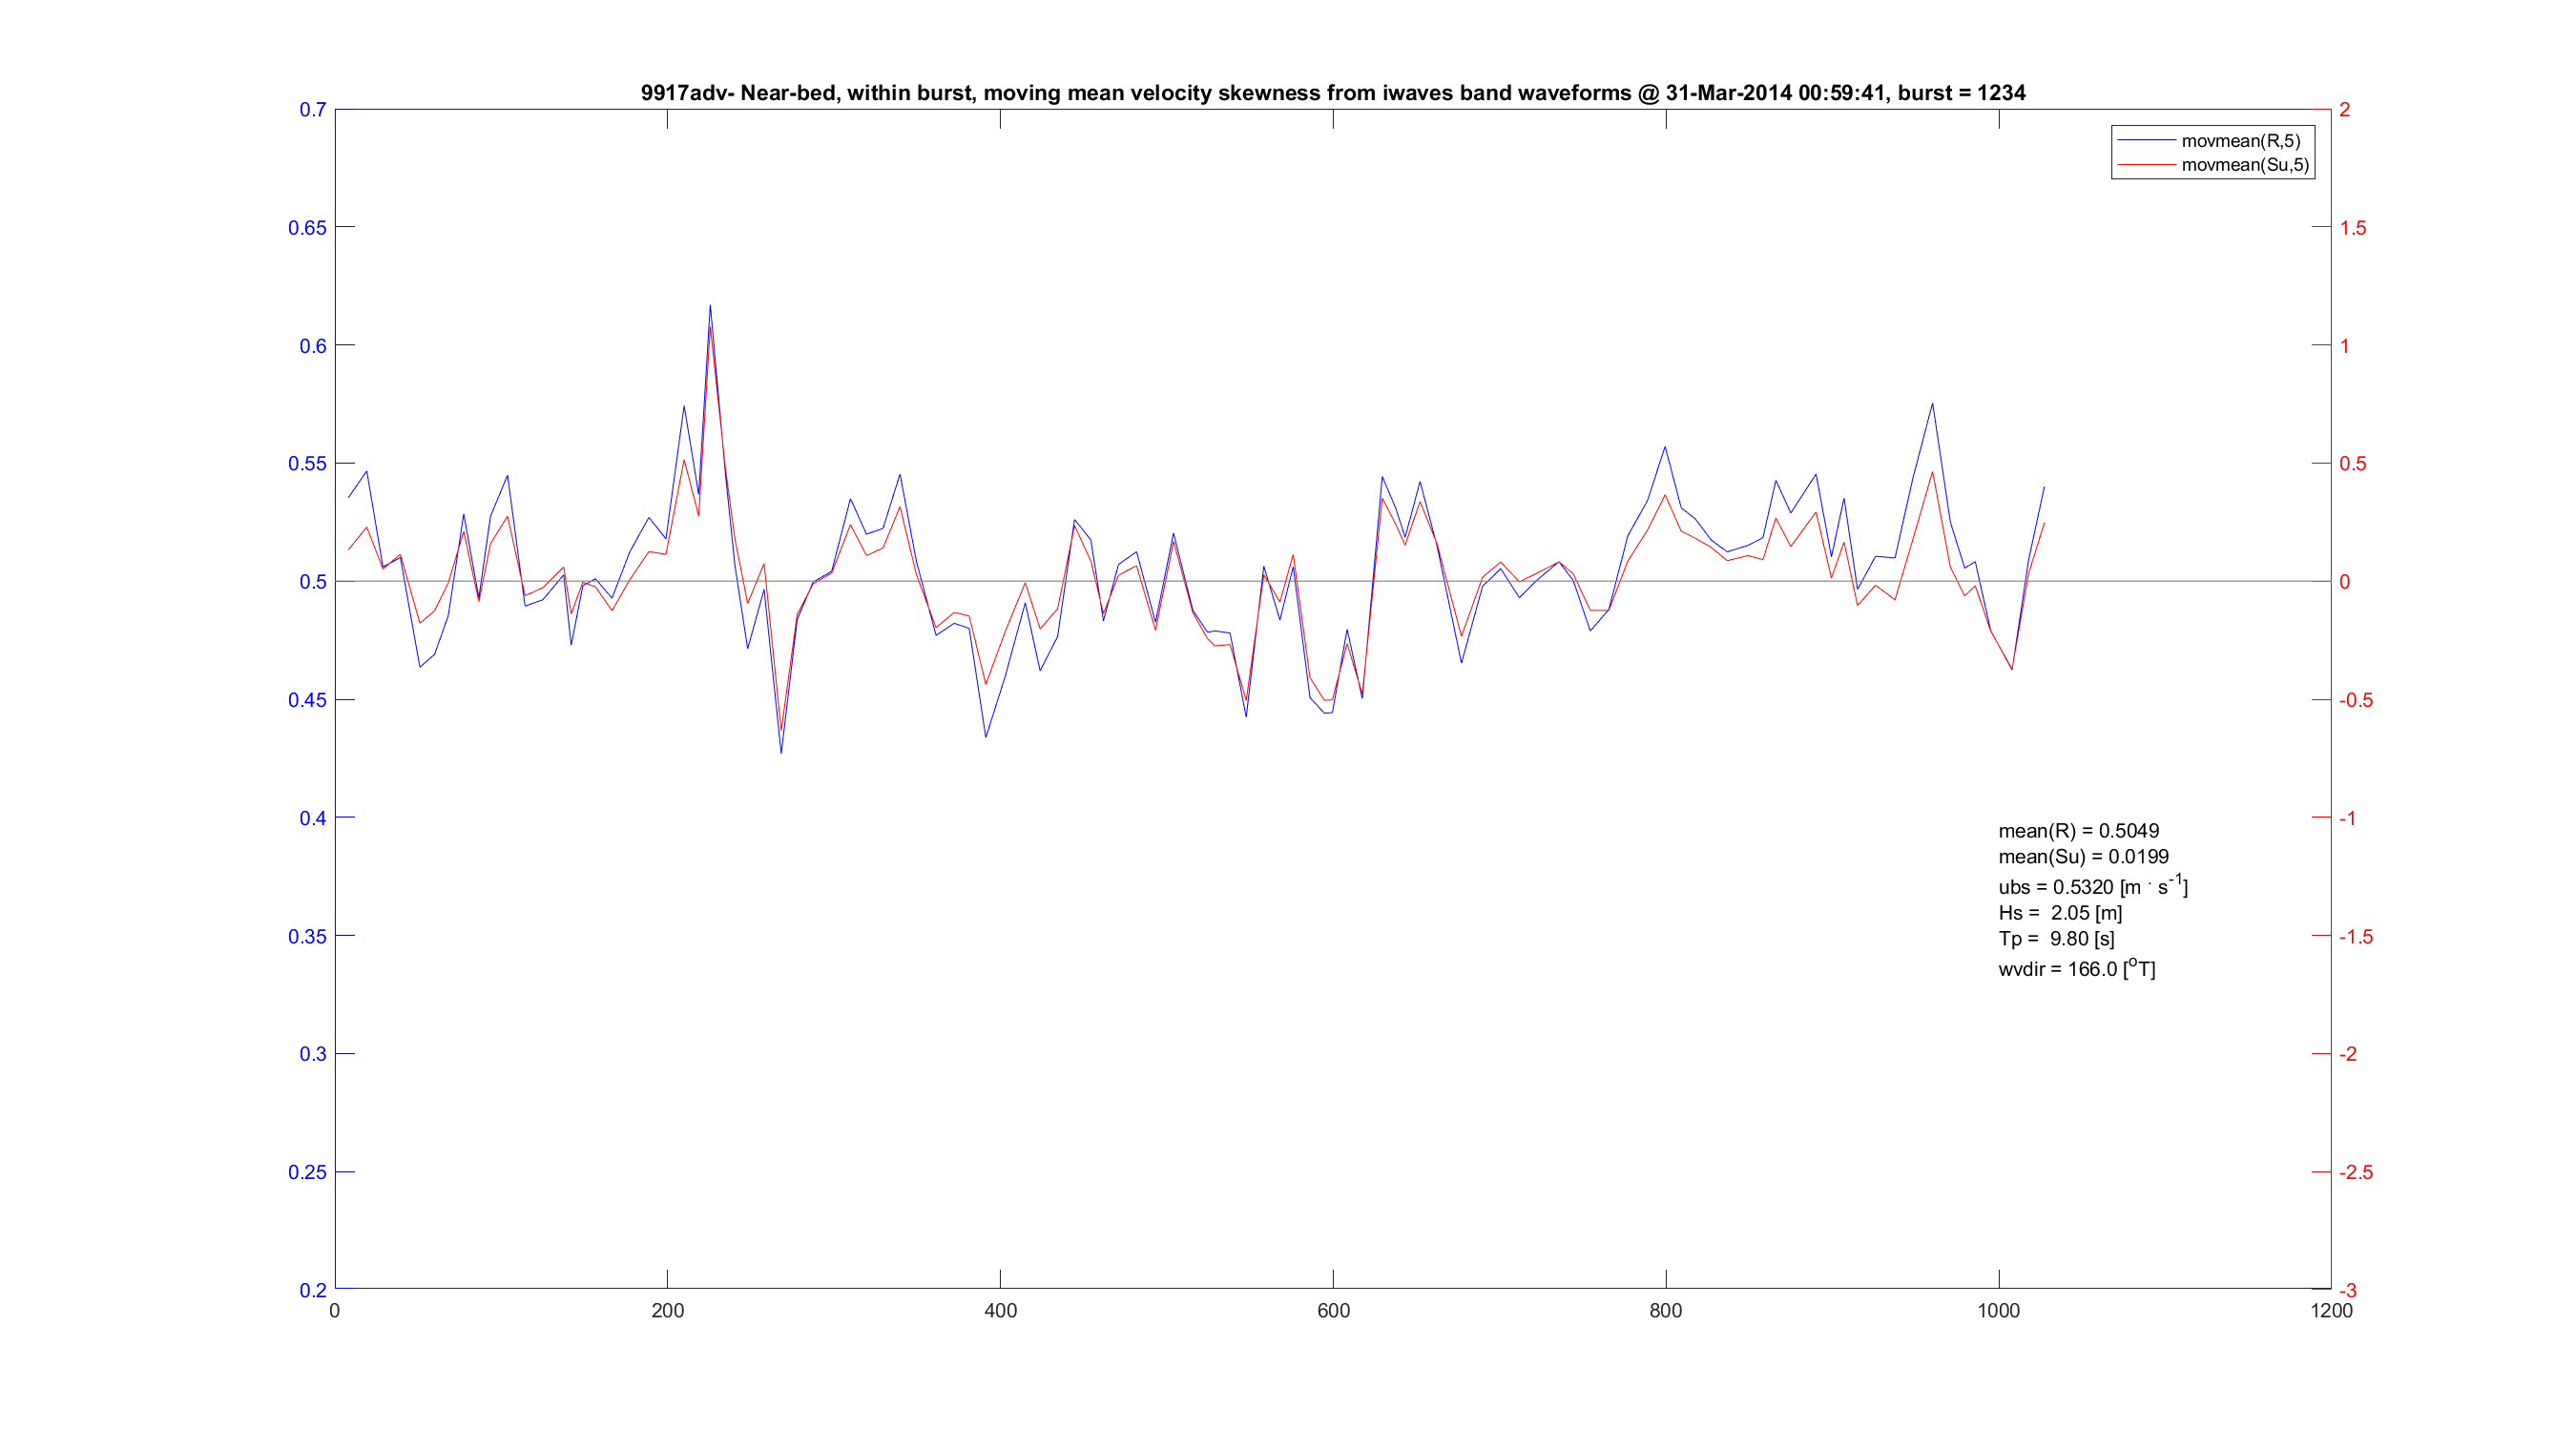 9917adv- Near-bed, within burst, moving mean velocity skewness from iwaves band waveforms @ 31-Mar-2014 00:59:41, burst = 1234
movmean(R,5)
movmean(Su,5)
0.7
0.65
0.6
0.55
0.5
0.45
0.4
0.35
0.3
0.25
0.2
2
1.5
1
0.5
0
-0.5
-1
-1.5
-2
-2.5
-3
mean(R) = 0.5049
mean(Su) = 0.0199
ubs = 0.5320 [m · s-1]
Hs = 2.05 [m]
Tp = 9.80 [s]
wvdir = 166.0 [oT]
0 200 400 600 800 1000 1200